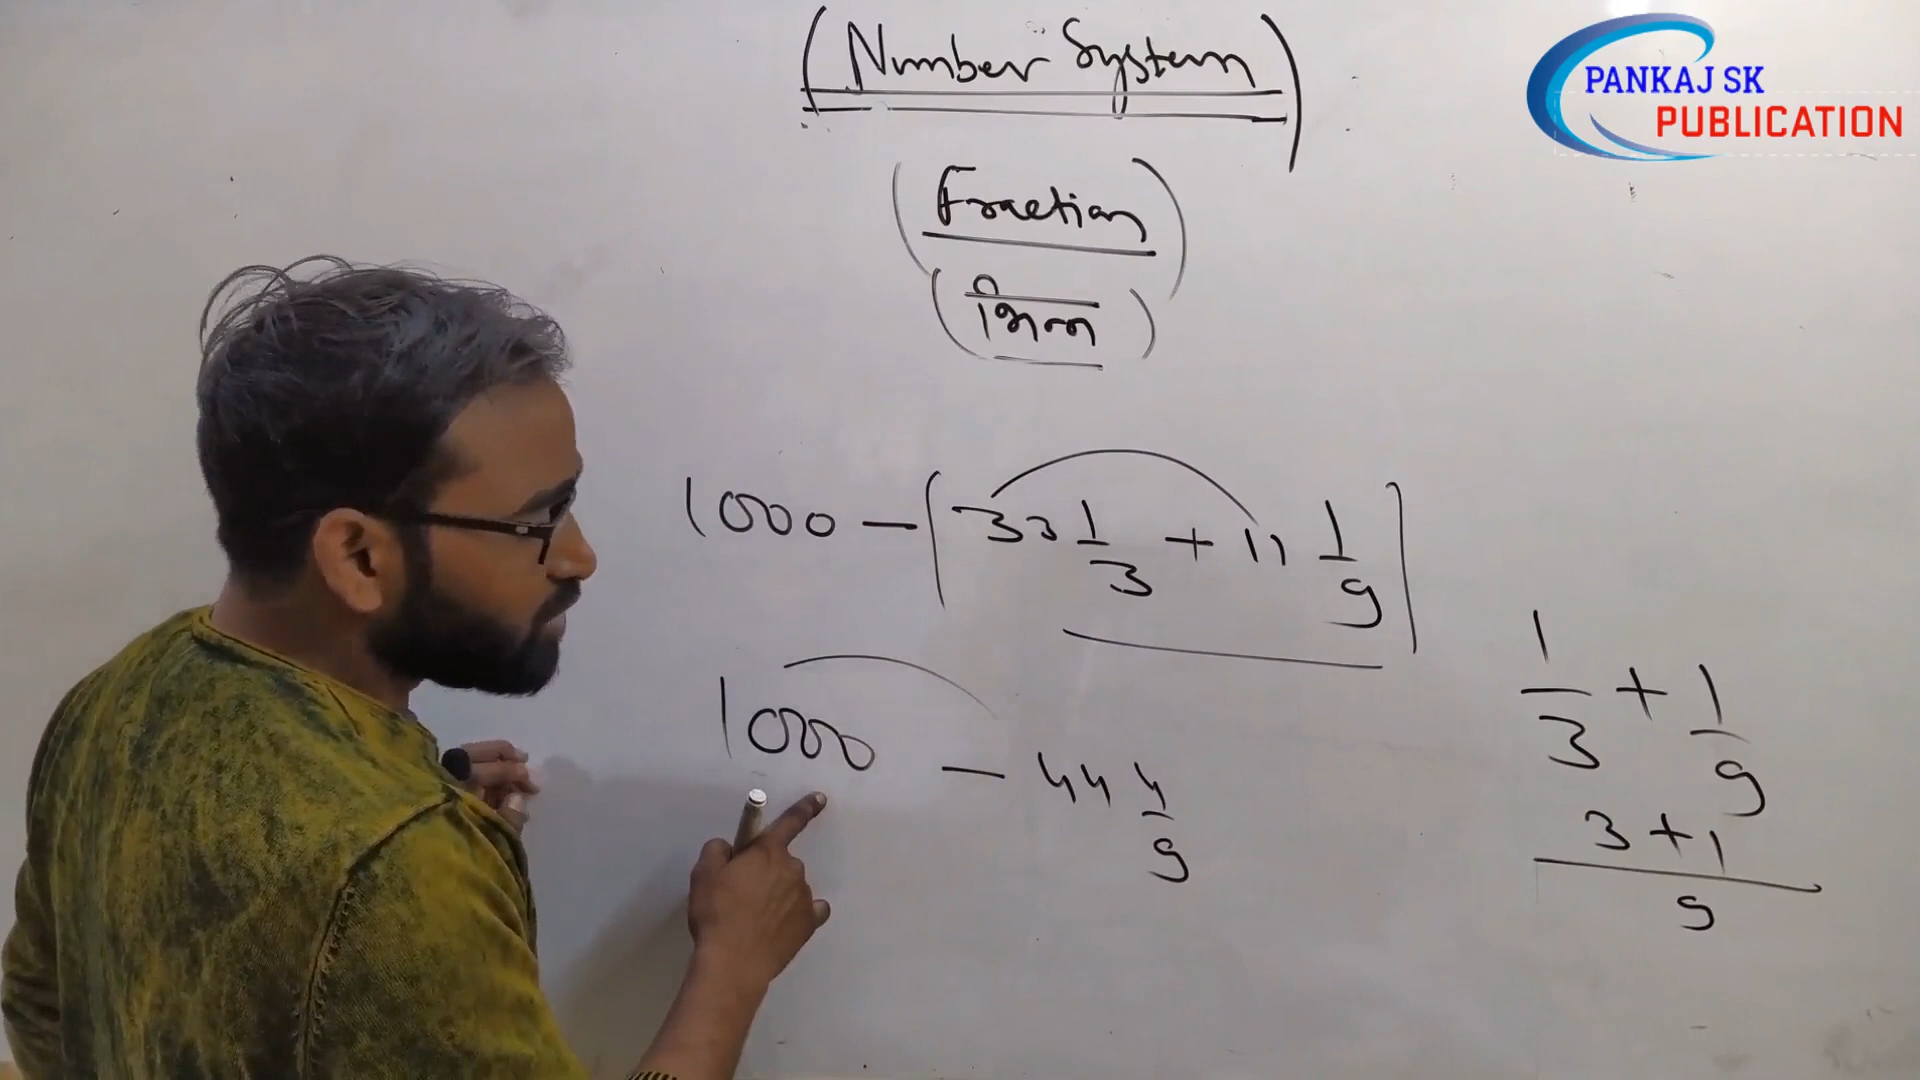 (Number System)
PANKAJ SK
PUBLICATION
(Fraction)
(भिन्न)
1000 - [33 1/3 + 11 1/9]
1000 - 44 4/9
1/3 + 1/9
3+1
9